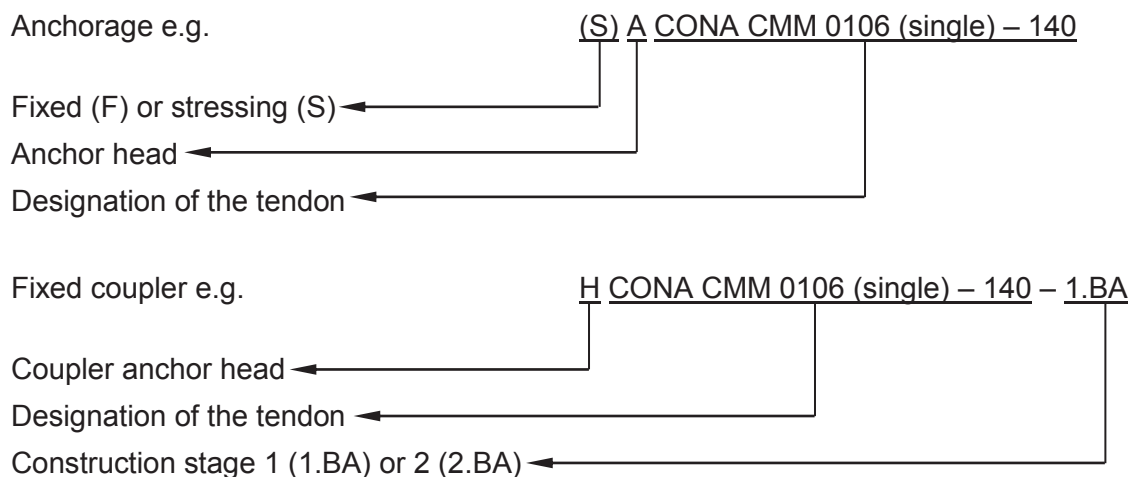 Anchorage e.g. (S) A CONA CMM 0106 (single) – 140
Fixed (F) or stressing (S)
Anchor head
Designation of the tendon
Fixed coupler e.g. H CONA CMM 0106 (single) – 140 – 1.BA
Coupler anchor head
Designation of the tendon
Construction stage 1 (1.BA) or 2 (2.BA)